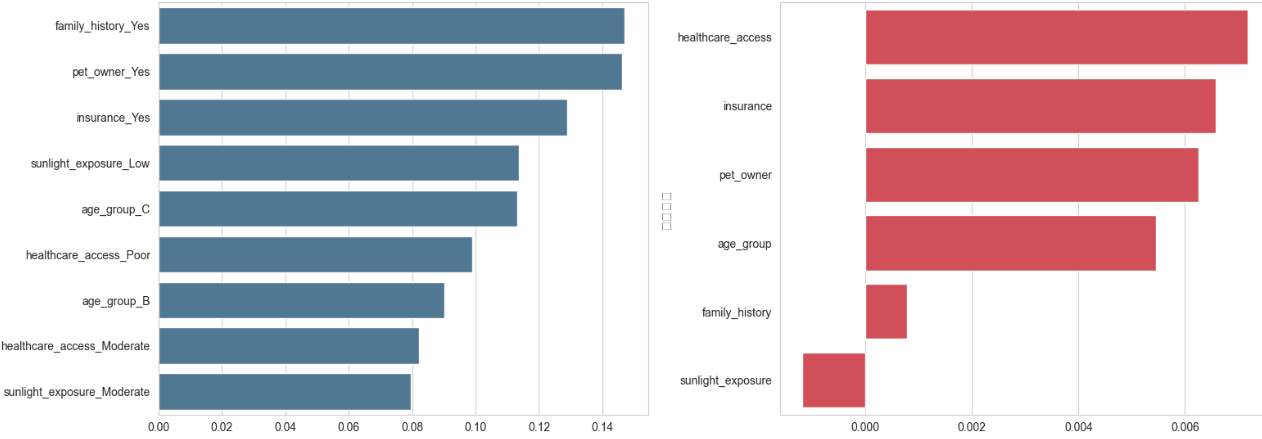 family_history_Yes
pet_owner_Yes
insurance_Yes
sunlight_exposure_Low
age_group_C
healthcare_access_Poor
age_group_B
healthcare_access_Moderate
sunlight_exposure_Moderate
0.00 0.02 0.04 0.06 0.08 0.10 0.12 0.14
healthcare_access
insurance
pet_owner
age_group
family_history
sunlight_exposure
0.000 0.002 0.004 0.006